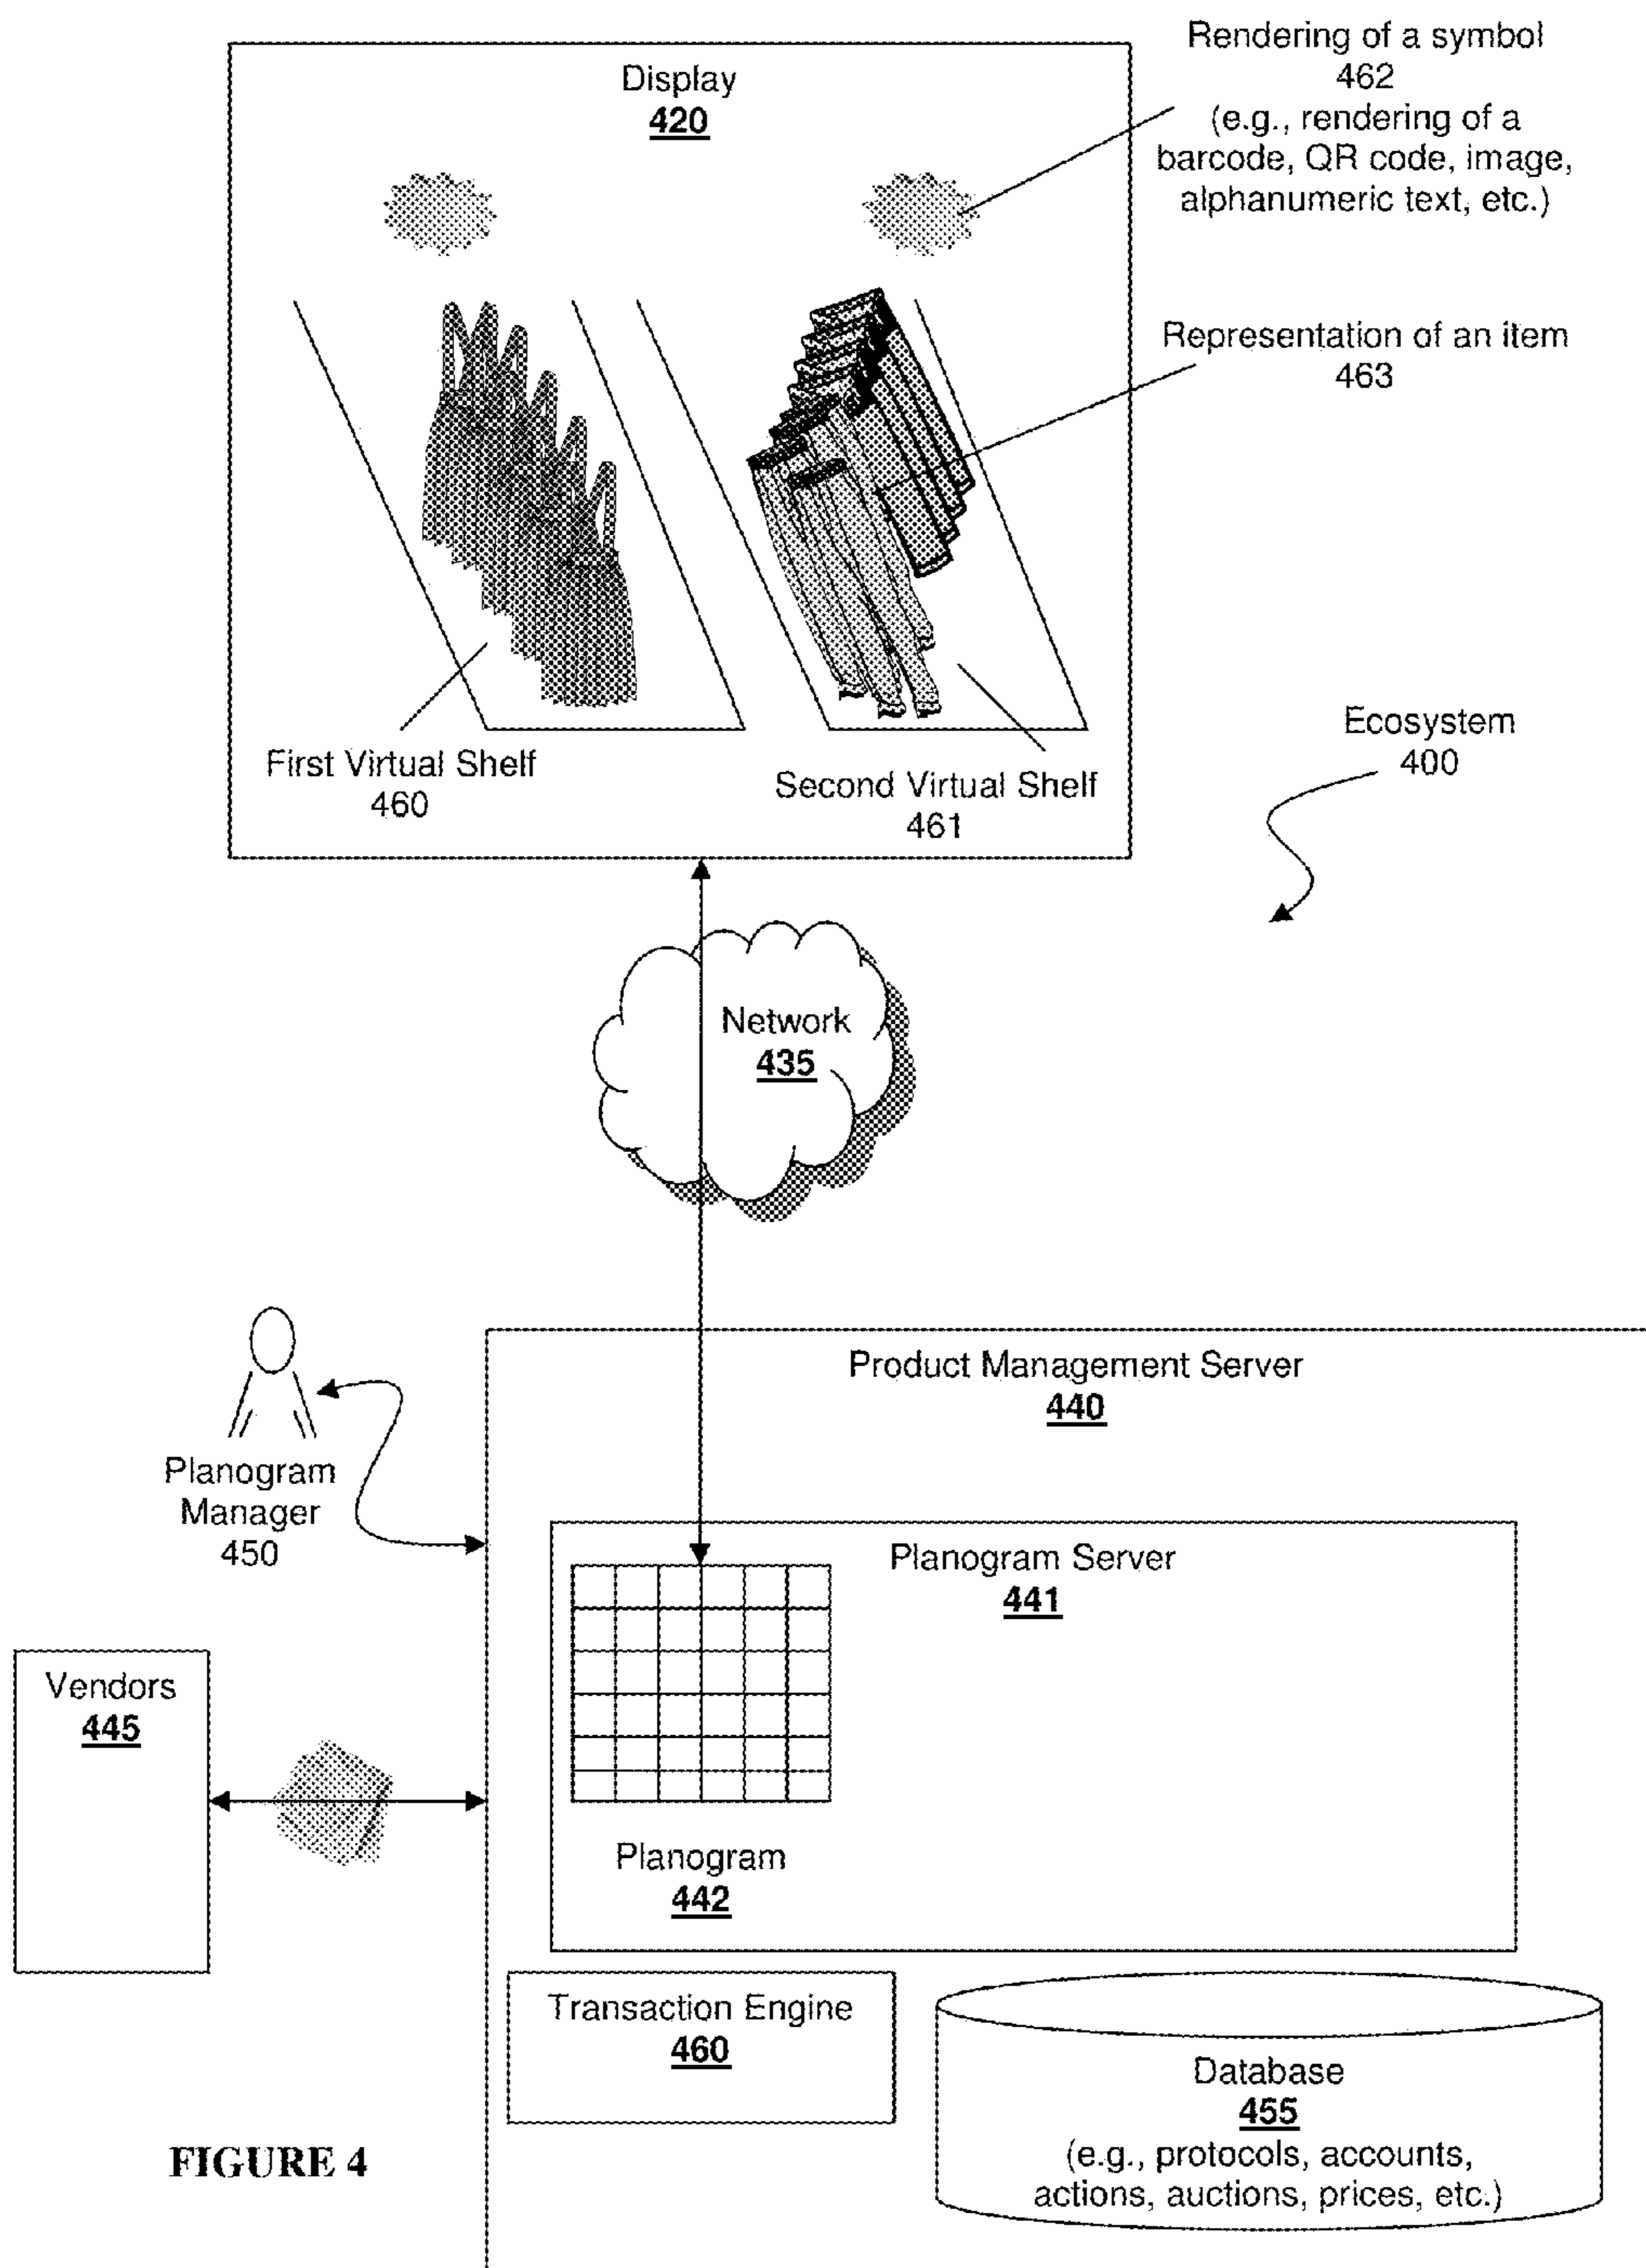 Rendering of a symbol
462
(e.g., rendering of a
barcode, QR code, image,
alphanumeric text, etc.)
Display
420
Representation of an item
463
First Virtual Shelf
460
Second Virtual Shelf
461
Ecosystem
400
Network
435
Planogram
Manager
450
Product Management Server
440
Planogram Server
441
Vendors
445
Planogram
442
Transaction Engine
460
Database
455
(e.g., protocols, accounts,
actions, auctions, prices, etc.)
FIGURE 4